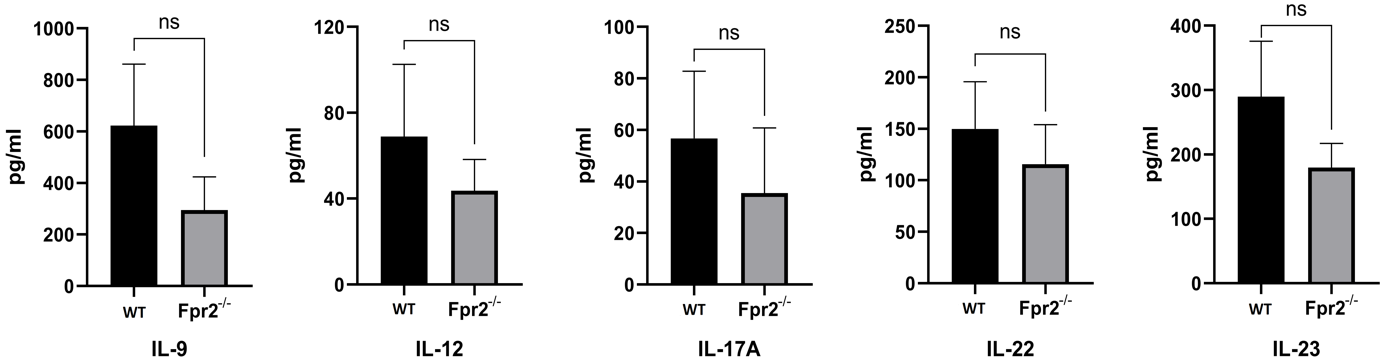 ns
1000
800
600
400
200
0
pg/ml
WT
Fpr2-/-
IL-9
ns
120
80
40
0
pg/ml
WT
Fpr2-/-
IL-12
ns
100
80
60
40
20
0
pg/ml
WT
Fpr2-/-
IL-17A
ns
250
200
150
100
50
0
pg/ml
WT
Fpr2-/-
IL-22
ns
400
300
200
100
0
pg/ml
WT
Fpr2-/-
IL-23